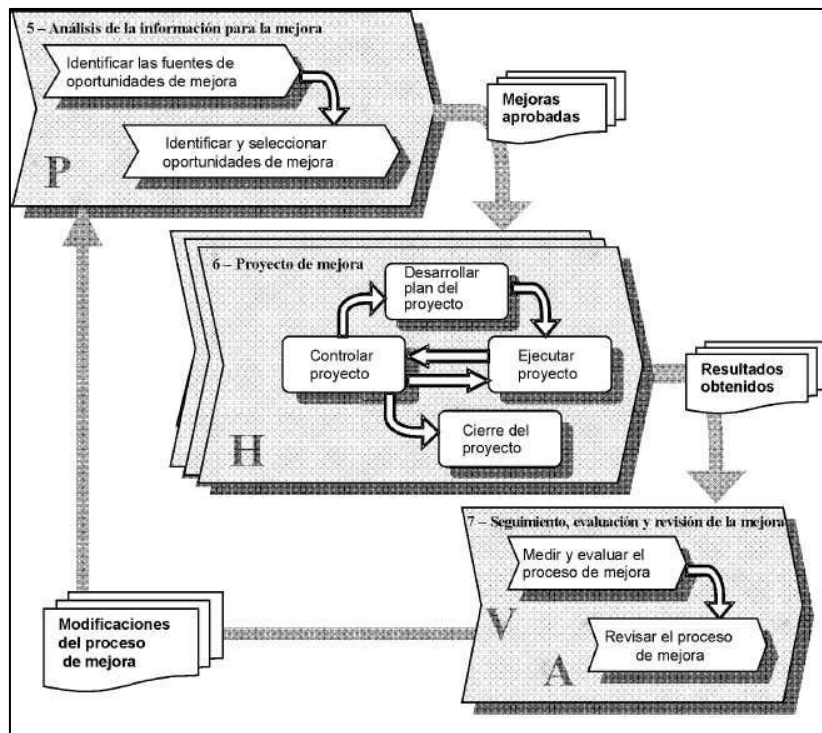 5 – Análisis de la información para la mejora
Identificar las fuentes de
oportunidades de mejora
Identificar y seleccionar
oportunidades de mejora
P
Mejoras
aprobadas
6 – Proyecto de mejora
Desarrollar
plan del
proyecto
Controlar
proyecto
Ejecutar
proyecto
Cierre del
proyecto
H
Resultados
obtenidos
7 – Seguimiento, evaluación y revisión de la mejora
Medir y evaluar el
proceso de mejora
V
Revisar el proceso
de mejora
A
Modificaciones
del proceso
de mejora